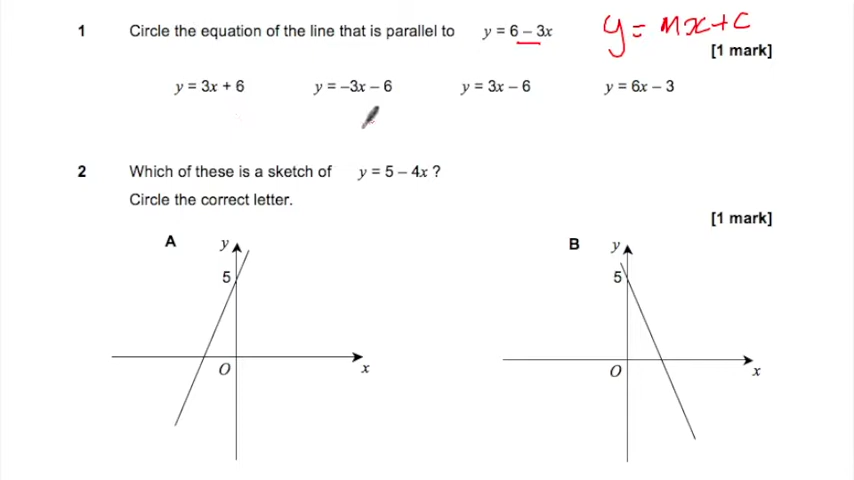 1 Circle the equation of the line that is parallel to y = 6 – 3x y = mx + c
[1 mark]
y = 3x + 6 y = –3x – 6 y = 3x – 6 y = 6x – 3
2 Which of these is a sketch of y = 5 – 4x ?
Circle the correct letter.
[1 mark]
A y B y
5 5
O x O x